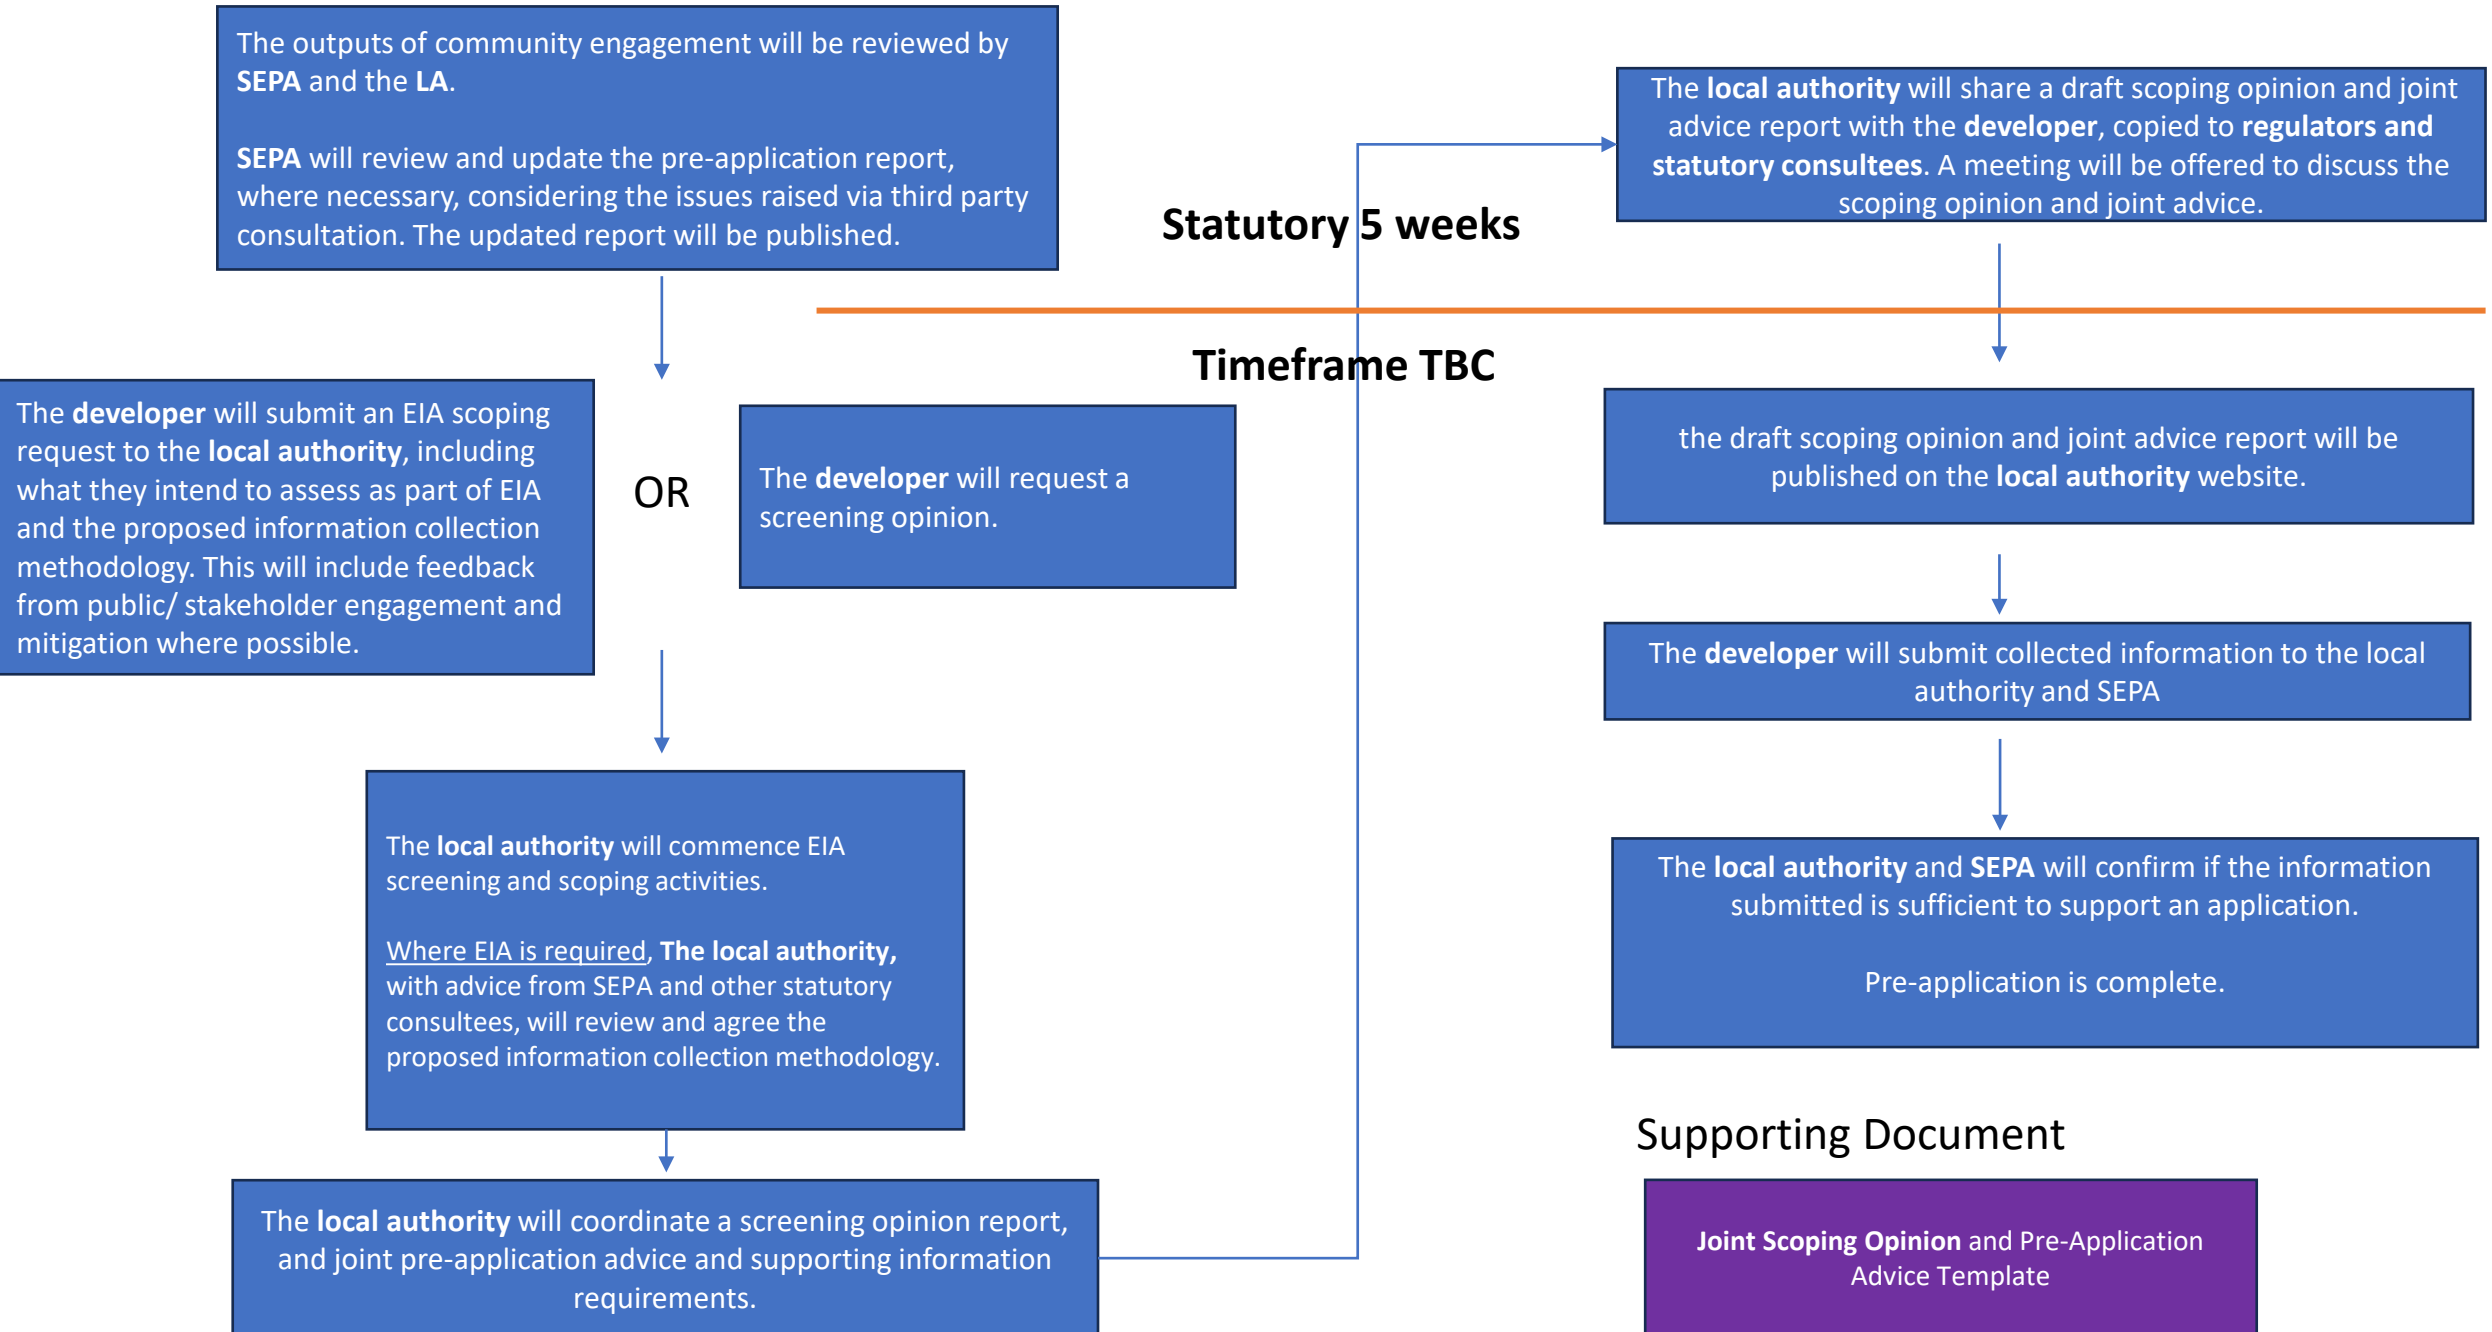 The outputs of community engagement will be reviewed by
SEPA and the LA.
SEPA will review and update the pre-application report,
where necessary, considering the issues raised via third party
consultation. The updated report will be published.
The developer will submit an EIA scoping
request to the local authority, including
what they intend to assess as part of EIA
and the proposed information collection
methodology. This will include feedback
from public/ stakeholder engagement and
mitigation where possible.
OR
The developer will request a
screening opinion.
The local authority will commence EIA
screening and scoping activities.
Where EIA is required, The local authority,
with advice from SEPA and other statutory
consultees, will review and agree the
proposed information collection methodology.
The local authority will coordinate a screening opinion report,
and joint pre-application advice and supporting information
requirements.
Statutory 5 weeks
Timeframe TBC
The local authority will share a draft scoping opinion and joint
advice report with the developer, copied to regulators and
statutory consultees. A meeting will be offered to discuss the
scoping opinion and joint advice.
the draft scoping opinion and joint advice report will be
published on the local authority website.
The developer will submit collected information to the local
authority and SEPA
The local authority and SEPA will confirm if the information
submitted is sufficient to support an application.
Pre-application is complete.
Supporting Document
Joint Scoping Opinion and Pre-Application
Advice Template